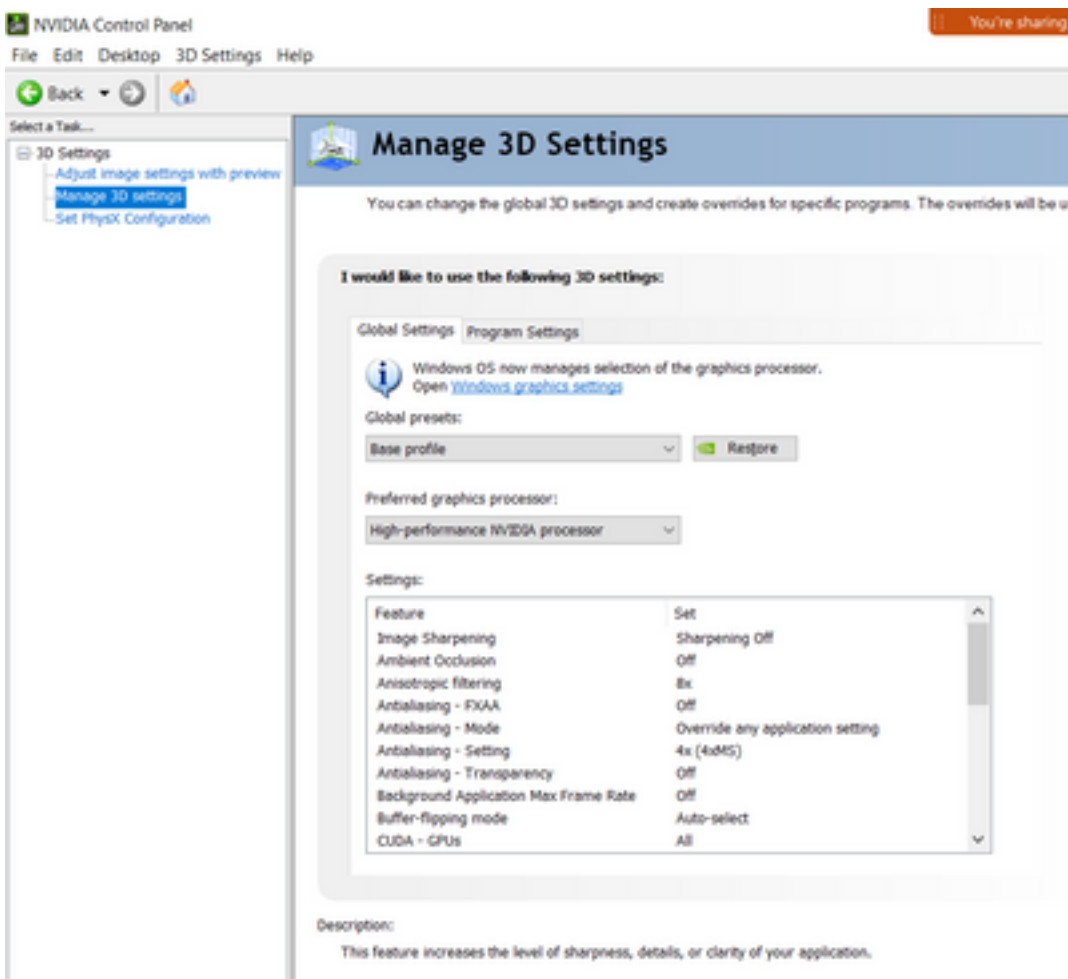 NVIDIA Control Panel
You're sharing
File Edit Desktop 3D Settings Help
Back
Select a Task...
3D Settings
Adjust image settings with preview
Manage 3D settings
Set PhysX Configuration
Manage 3D Settings
You can change the global 3D settings and create overrides for specific programs. The overrides will be u
I would like to use the following 3D settings:
Global Settings Program Settings
Windows OS now manages selection of the graphics processor.
Open Windows graphics settings
Global presets:
Base profile
Restore
Preferred graphics processor:
High-performance NVIDIA processor
Settings:
Feature Set
Image Sharpening Sharpening Off
Ambient Occlusion Off
Anisotropic filtering 8x
Antialiasing - FXAA Off
Antialiasing - Mode Override any application setting
Antialiasing - Setting 4x (4xMS)
Antialiasing - Transparency Off
Background Application Max Frame Rate Off
Buffer-flipping mode Auto-select
CUDA - GPUs All
Description:
This feature increases the level of sharpness, details, or clarity of your application.